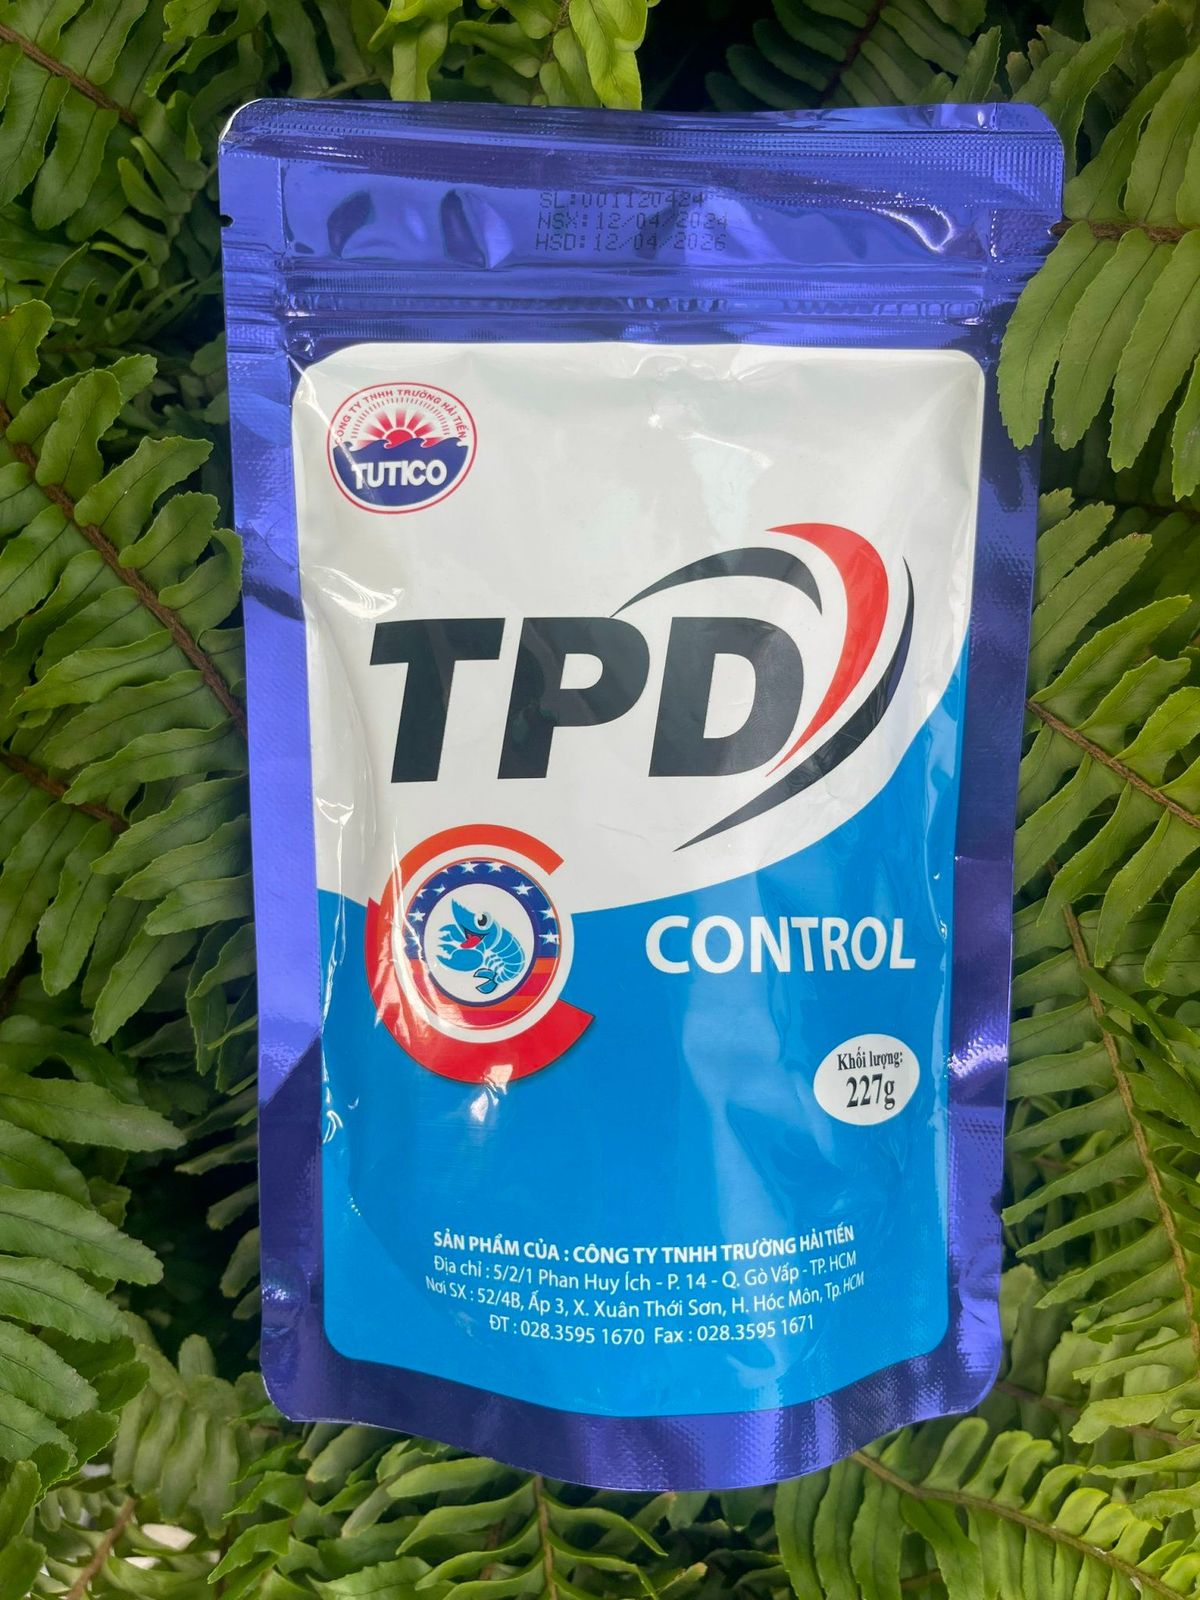 SL:001120424
NSX:12/04/2024
HSD:12/04/2026
CÔNG TY TNHH TRƯỜNG HẢI TIẾN
TUTICO
TPD
CONTROL
Khối lượng:
227g
SẢN PHẨM CỦA : CÔNG TY TNHH TRƯỜNG HẢI TIẾN
Địa chỉ : 5/2/1 Phan Huy Ích - P. 14 - Q. Gò Vấp - TP. HCM
Nơi SX : 52/4B, Ấp 3, X. Xuân Thới Sơn, H. Hóc Môn, Tp. HCM
ĐT : 028.3595 1670 Fax : 028.3595 1671